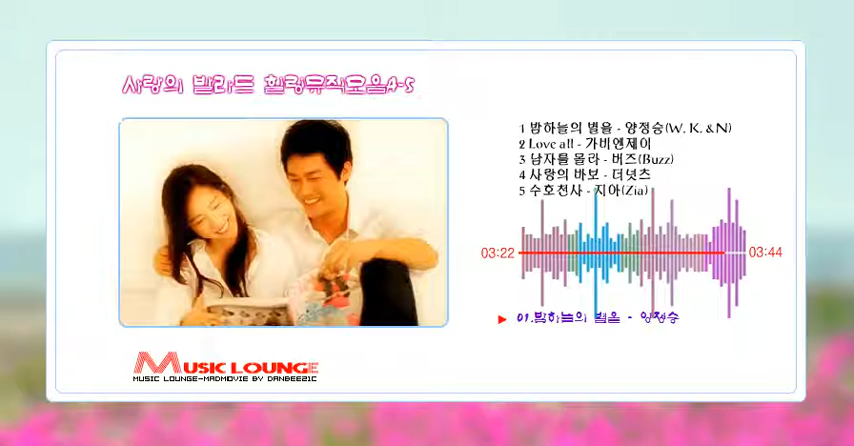 사랑의 발라드 힐링뮤직모음4-5
1 밤하늘의 별을 - 양정승(W. K. &N)
2 Love all - 가비엔제이
3 남자를 몰라 - 버즈(Buzz)
4 사랑의 바보 - 더넛츠
5 수호천사 - 지아(Zia)
03:22
03:44
01.밤하늘의 별을 - 양정승
MUSIC LOUNGE
MUSIC LOUNGE-MADMOVIE BY DANBEE21C